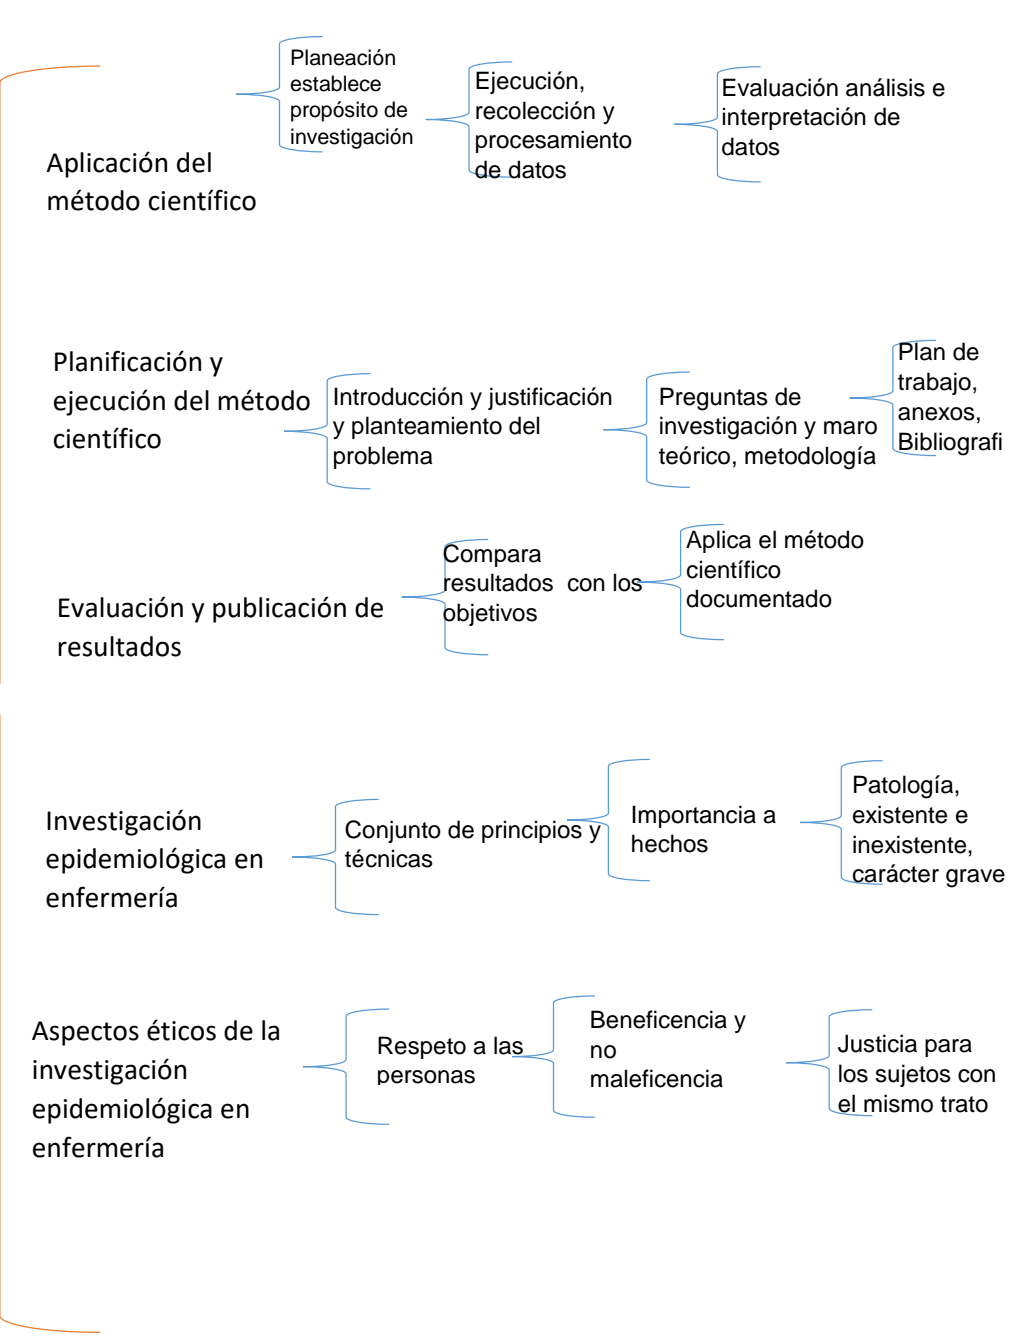 Aplicación del
método científico
Planeación
establece
propósito de
investigación
Ejecución,
recolección y
procesamiento
de datos
Evaluación análisis e
interpretación de
datos
Planificación y
ejecución del método
científico
Introducción y justificación
y planteamiento del
problema
Preguntas de
investigación y maro
teórico, metodología
Plan de
trabajo,
anexos,
Bibliografi
Evaluación y publicación de
resultados
Compara
resultados  con los
objetivos
Aplica el método
científico
documentado
Investigación
epidemiológica en
enfermería
Conjunto de principios y
técnicas
Importancia a
hechos
Patología,
existente e
inexistente,
carácter grave
Aspectos éticos de la
investigación
epidemiológica en
enfermería
Respeto a las
personas
Beneficencia y
no
maleficencia
Justicia para
los sujetos con
el mismo trato